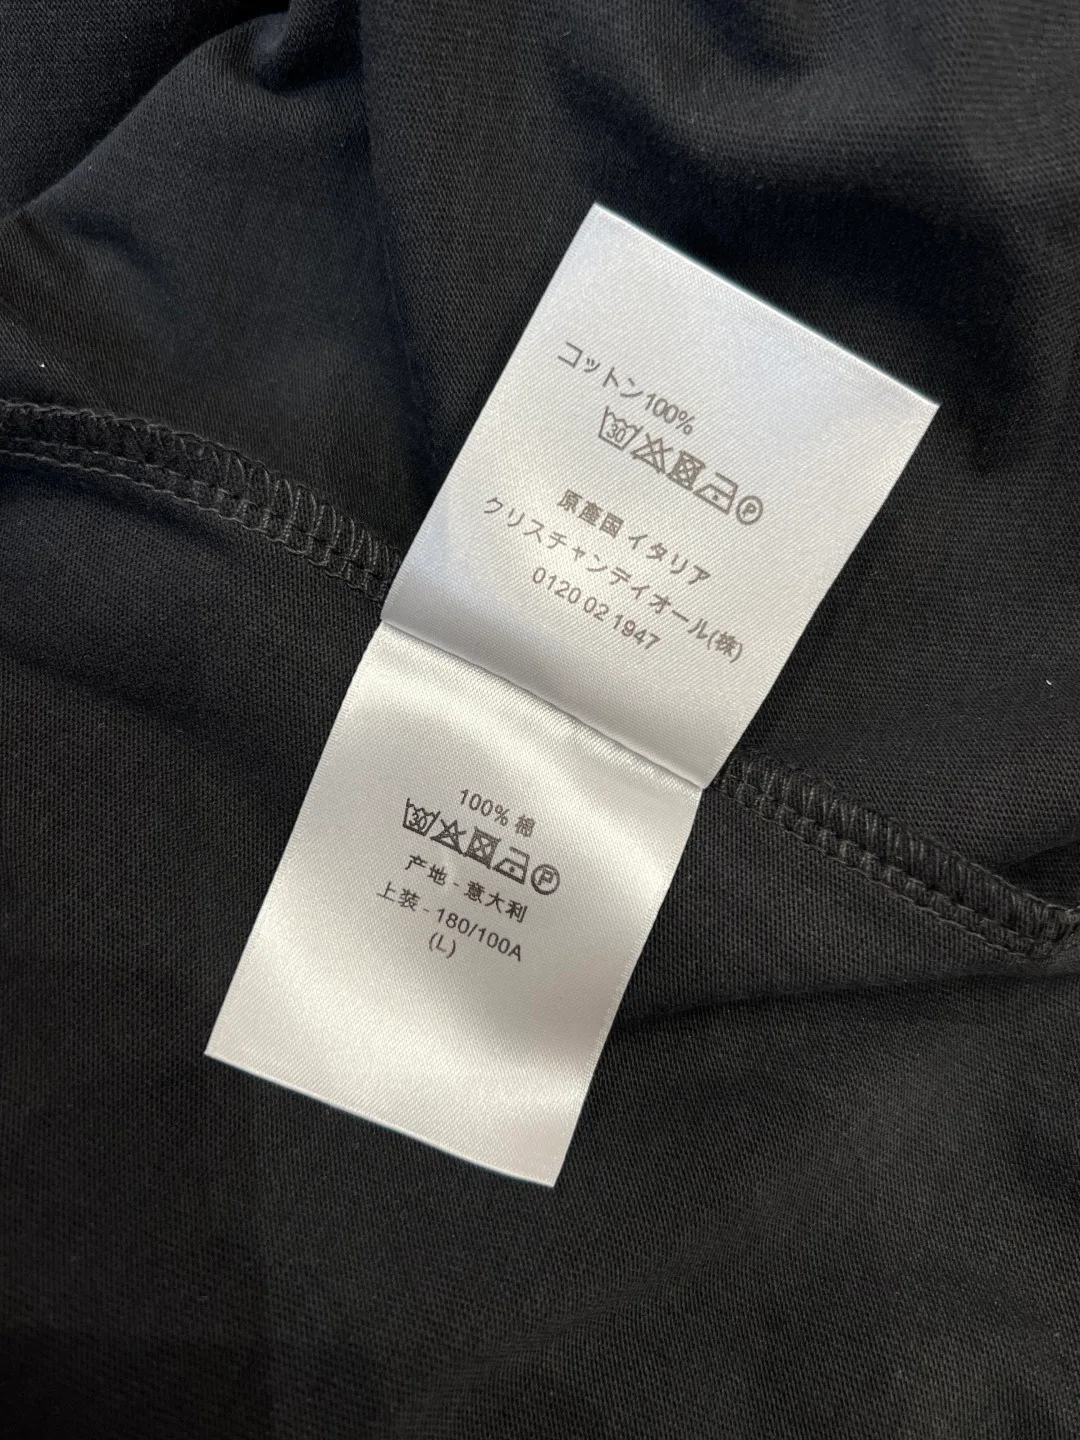 コットン100%
30 P
原産国 イタリア
クリスチャンディオール(株)
0120 02 1947
100% 棉
30 P
产地 - 意大利
上装 - 180/100A
(L)